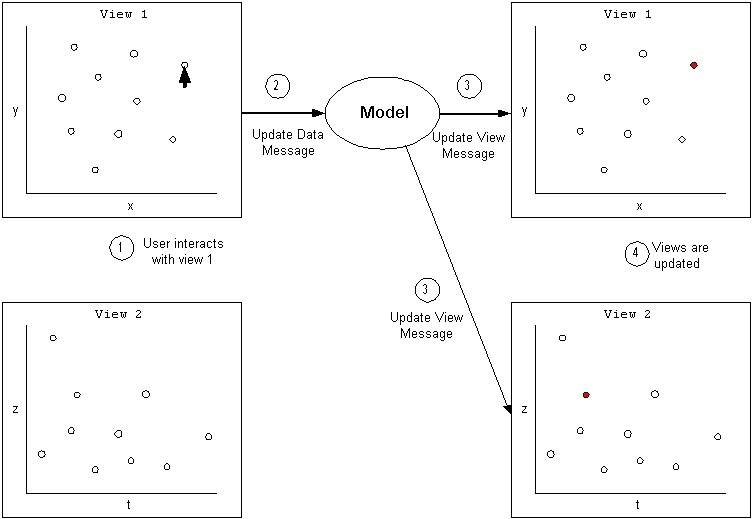 View 1
y
x
2
Update Data
Message
Model
3
Update View
Message
View 1
y
x
1
User interacts
with view 1
4
Views are
updated
3
Update View
Message
View 2
z
t
View 2
z
t